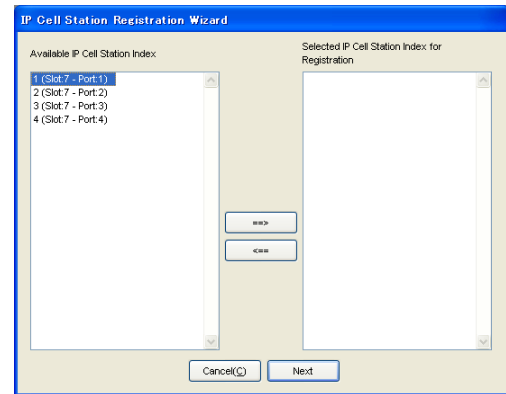 IP Cell Station Registration Wizard
Available IP Cell Station Index
Selected IP Cell Station Index for
Registration
1 (Slot:7 - Port:1)
2 (Slot:7 - Port:2)
3 (Slot:7 - Port:3)
4 (Slot:7 - Port:4)
==>
<==
Cancel(C)
Next